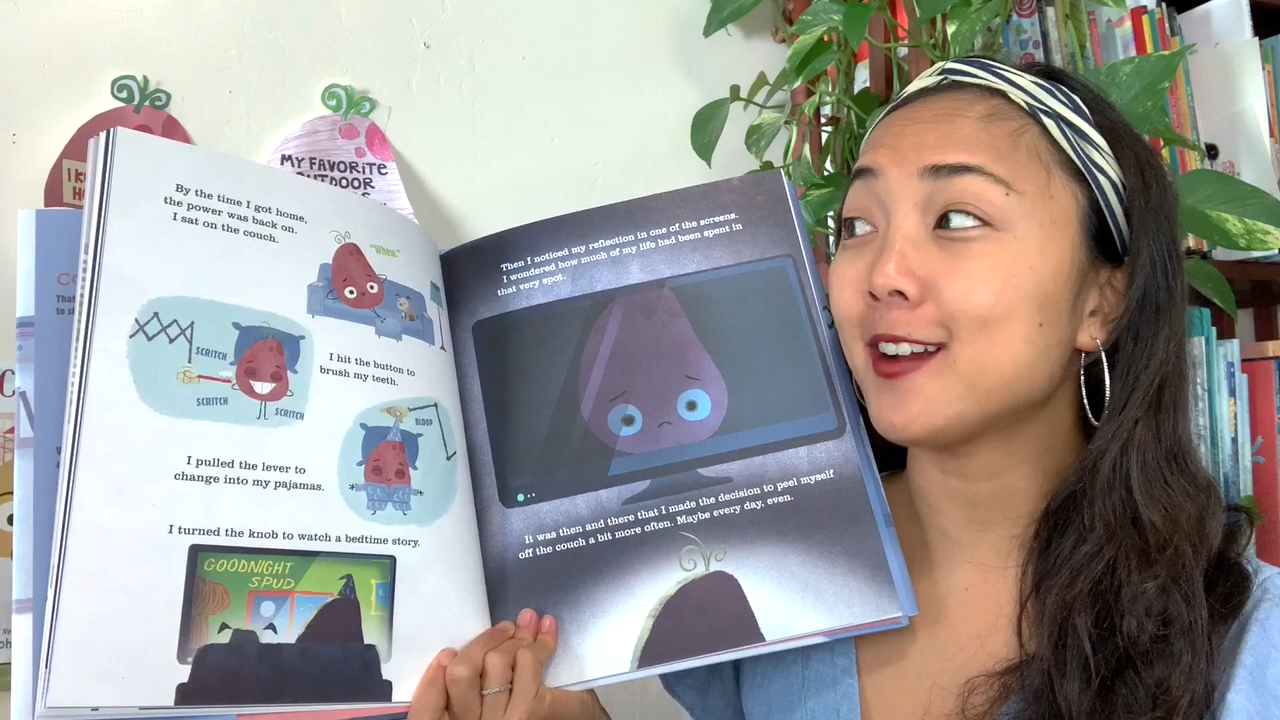 MY FAVORITE
OUTDOOR
By the time I got home,
the power was back on.
I sat on the couch.
"Whew."
SCRITCH
SCRITCH
SCRITCH
I hit the button to
brush my teeth.
BLOOP
I pulled the lever to
change into my pajamas.
I turned the knob to watch a bedtime story.
GOODNIGHT
SPUD
Then I noticed my reflection in one of the screens.
I wondered how much of my life had been spent in
that very spot.
It was then and there that I made the decision to peel myself
off the couch a bit more often. Maybe every day, even.